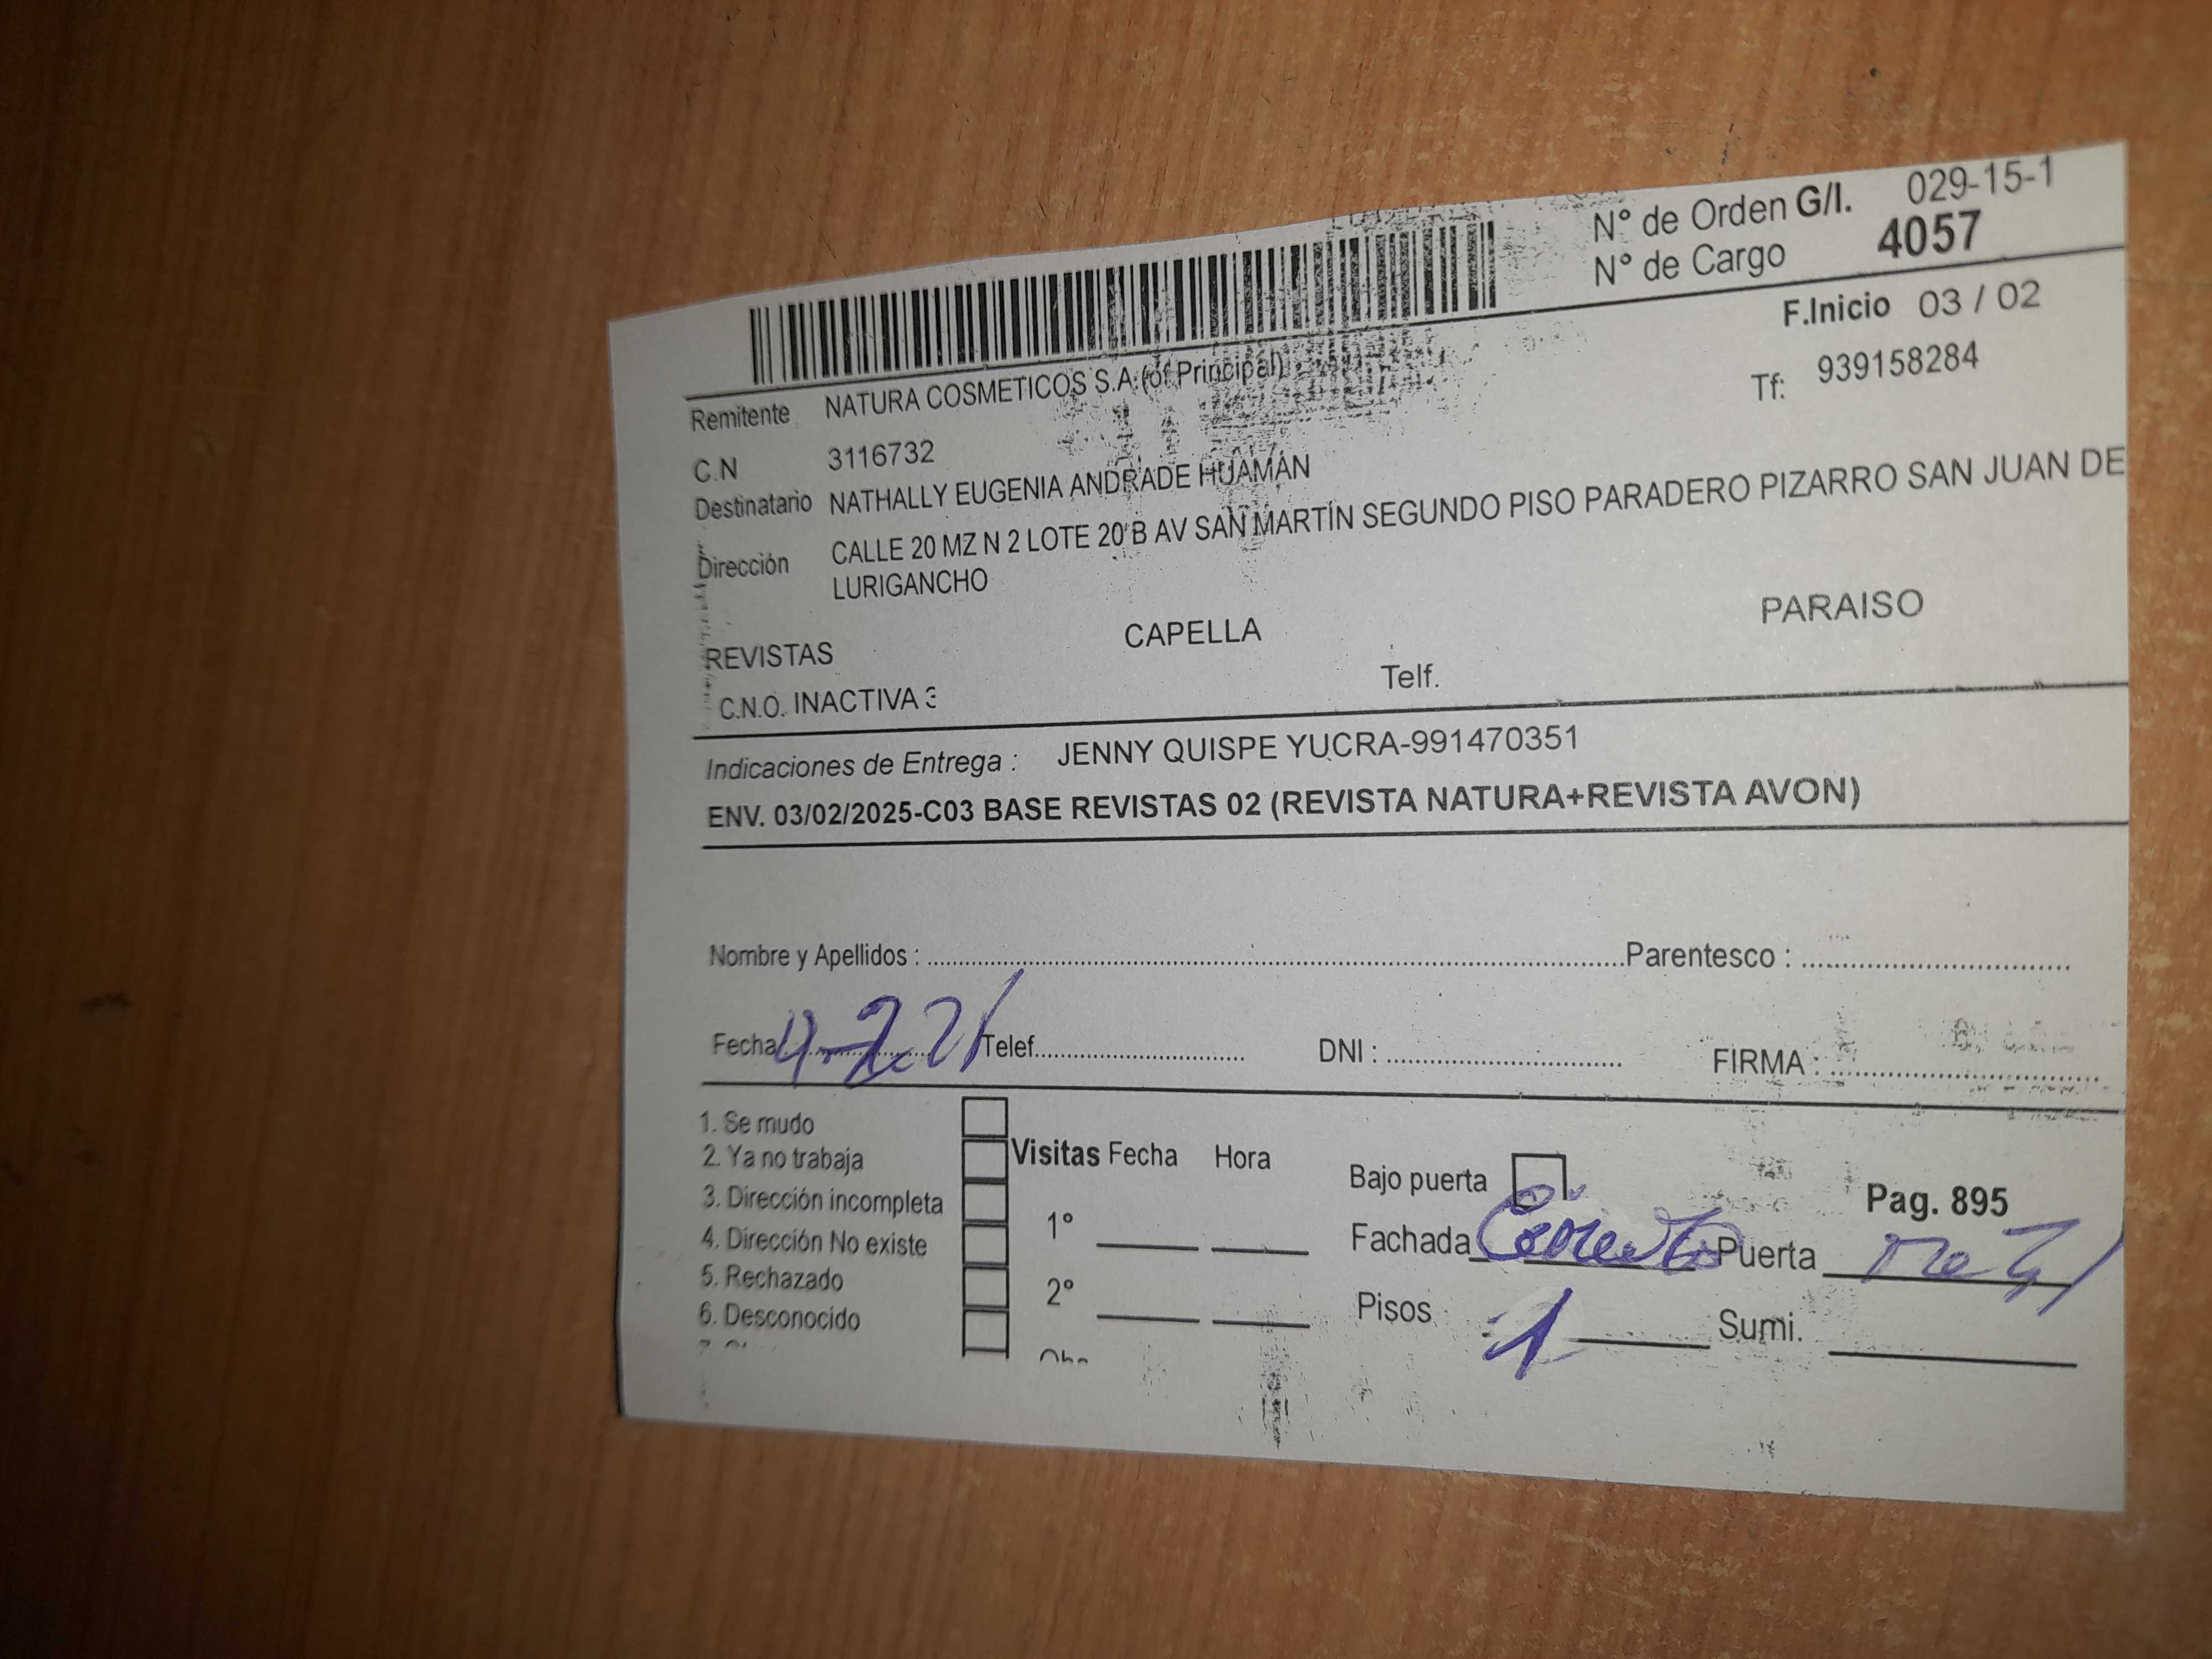 N° de Orden G/I. 029-15-1
N° de Cargo 4057
F.Inicio 03 / 02
Remitente NATURA COSMETICOS S.A.(of Principal)
Tf: 939158284
C.N 3116732
Destinatario NATHALLY EUGENIA ANDRADE HUAMÁN
Dirección CALLE 20 MZ N 2 LOTE 20 B AV SAN MARTÍN SEGUNDO PISO PARADERO PIZARRO SAN JUAN DE
LURIGANCHO
REVISTAS CAPELLA PARAISO
C.N.O. INACTIVA 3 Telf.
Indicaciones de Entrega : JENNY QUISPE YUCRA-991470351
ENV. 03/02/2025-C03 BASE REVISTAS 02 (REVISTA NATURA+REVISTA AVON)
Nombre y Apellidos : Parentesco :
Fecha Telef. DNI : FIRMA :
1. Se mudo
2. Ya no trabaja Visitas Fecha Hora Bajo puerta Pag. 895
3. Dirección incompleta 1°
4. Dirección No existe Fachada Cemento Puerta
5. Rechazado 2°
6. Desconocido Pisos 1 Sumi.